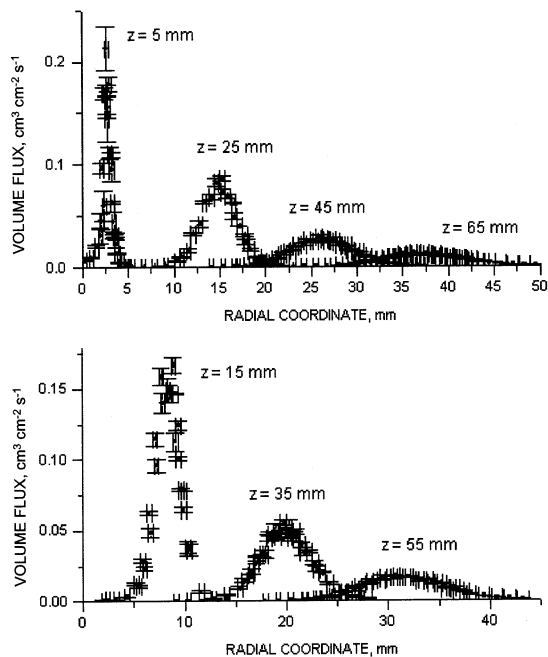 z = 5 mm
0.2
z = 25 mm
0.1
z = 45 mm
z = 65 mm
0.0
0 5 10 15 20 25 30 35 40 45 50
VOLUME FLUX, cm³ cm⁻² s⁻¹
RADIAL COORDINATE, mm
z = 15 mm
0.15
0.10
z = 35 mm
0.05
z = 55 mm
0.00
0 10 20 30 40
VOLUME FLUX, cm³ cm⁻² s⁻¹
RADIAL COORDINATE, mm